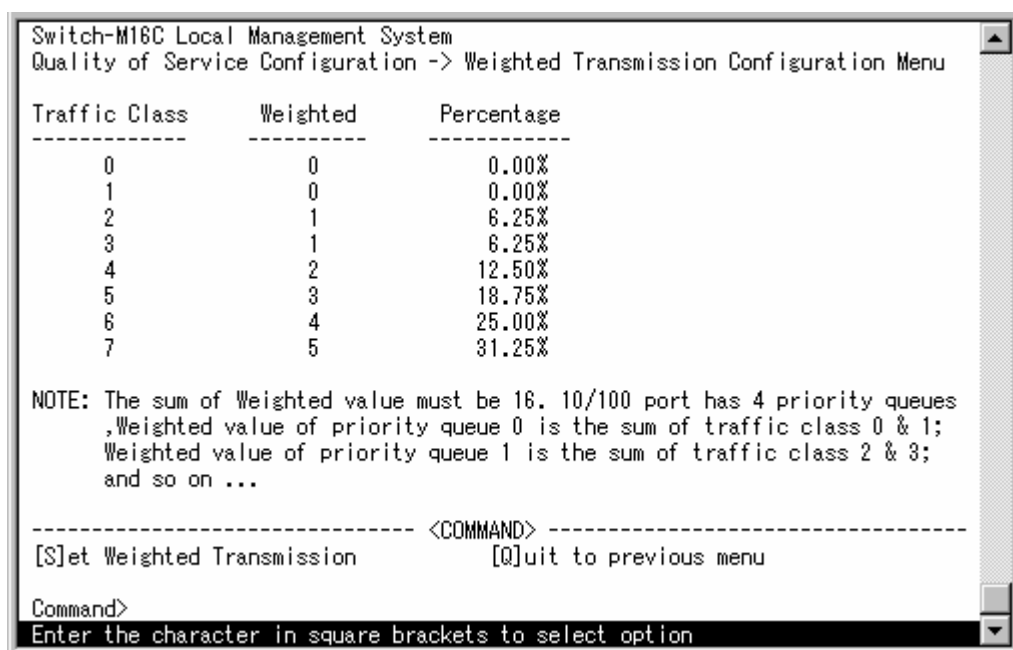 Switch-M16C Local Management System
Quality of Service Configuration -> Weighted Transmission Configuration Menu
Traffic Class Weighted Percentage
------------- ---------- ------------
0 0 0.00%
1 0 0.00%
2 1 6.25%
3 1 6.25%
4 2 12.50%
5 3 18.75%
6 4 25.00%
7 5 31.25%
NOTE: The sum of Weighted value must be 16. 10/100 port has 4 priority queues
,Weighted value of priority queue 0 is the sum of traffic class 0 & 1;
Weighted value of priority queue 1 is the sum of traffic class 2 & 3;
and so on ...
-------------------------------- <COMMAND> -----------------------------------
[S]et Weighted Transmission [Q]uit to previous menu
Command>
Enter the character in square brackets to select option